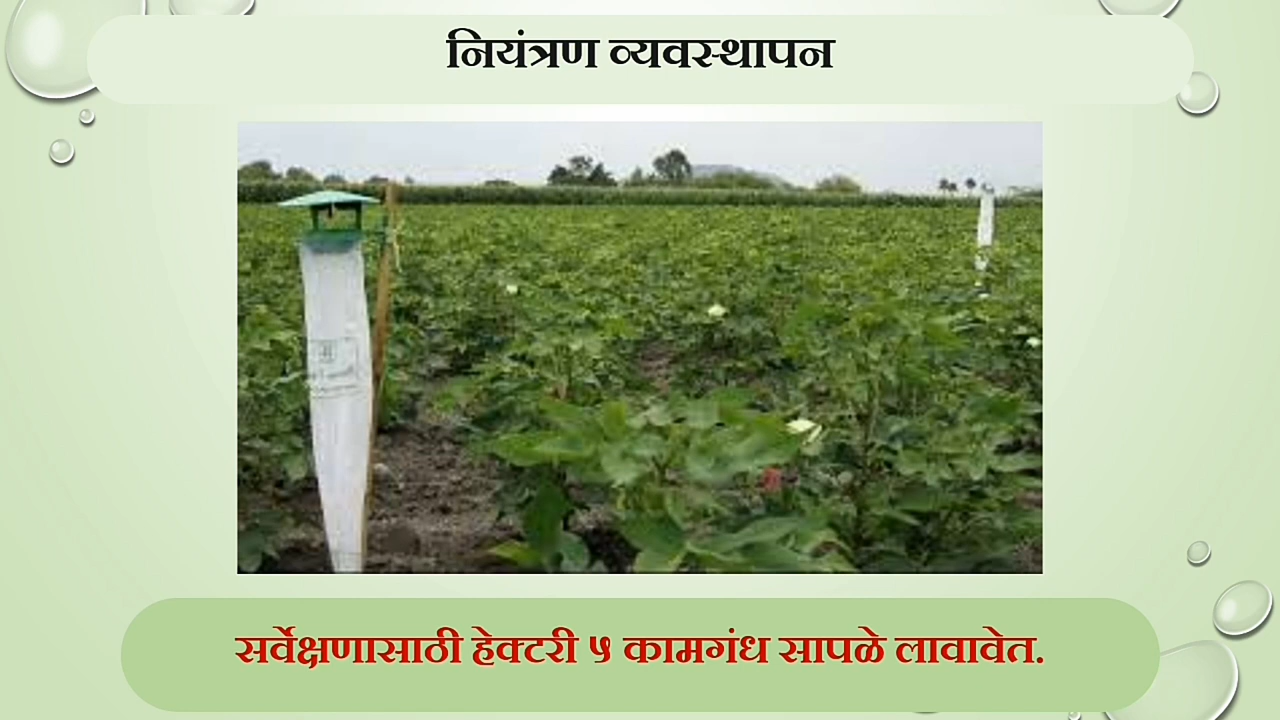 नियंत्रण व्यवस्थापन
सर्वेक्षणासाठी हेक्टरी ५ कामगंध सापळे लावावेत.